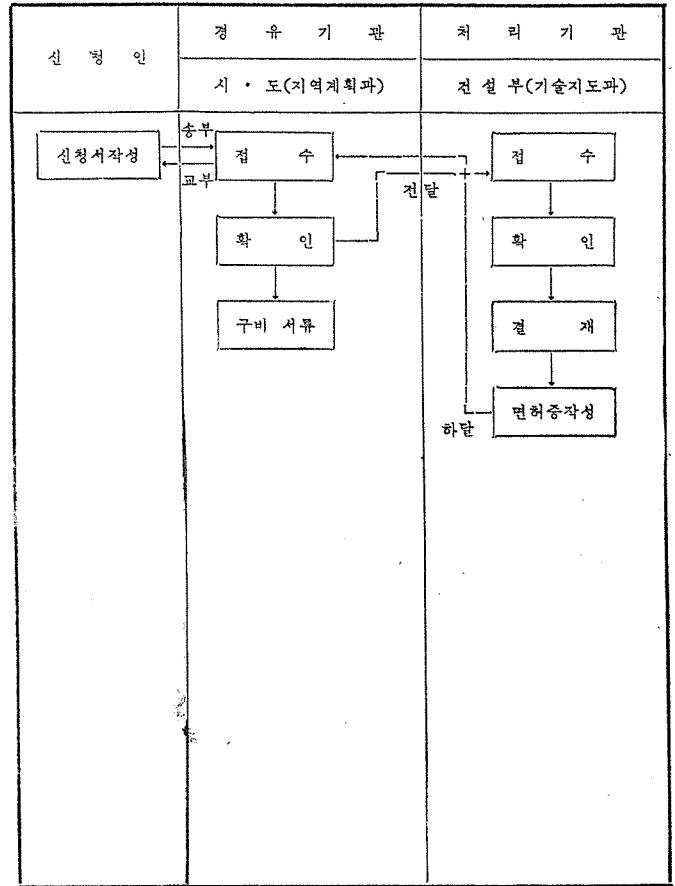 신 청 인
경 유 기 관
처 리 기 관
시 · 도(지역계획과)
건 설 부(기술지도과)
신청서작성
송부
교부
접 수
전달
접 수
확 인
확 인
구비 서류
결 재
면허증작성
하달